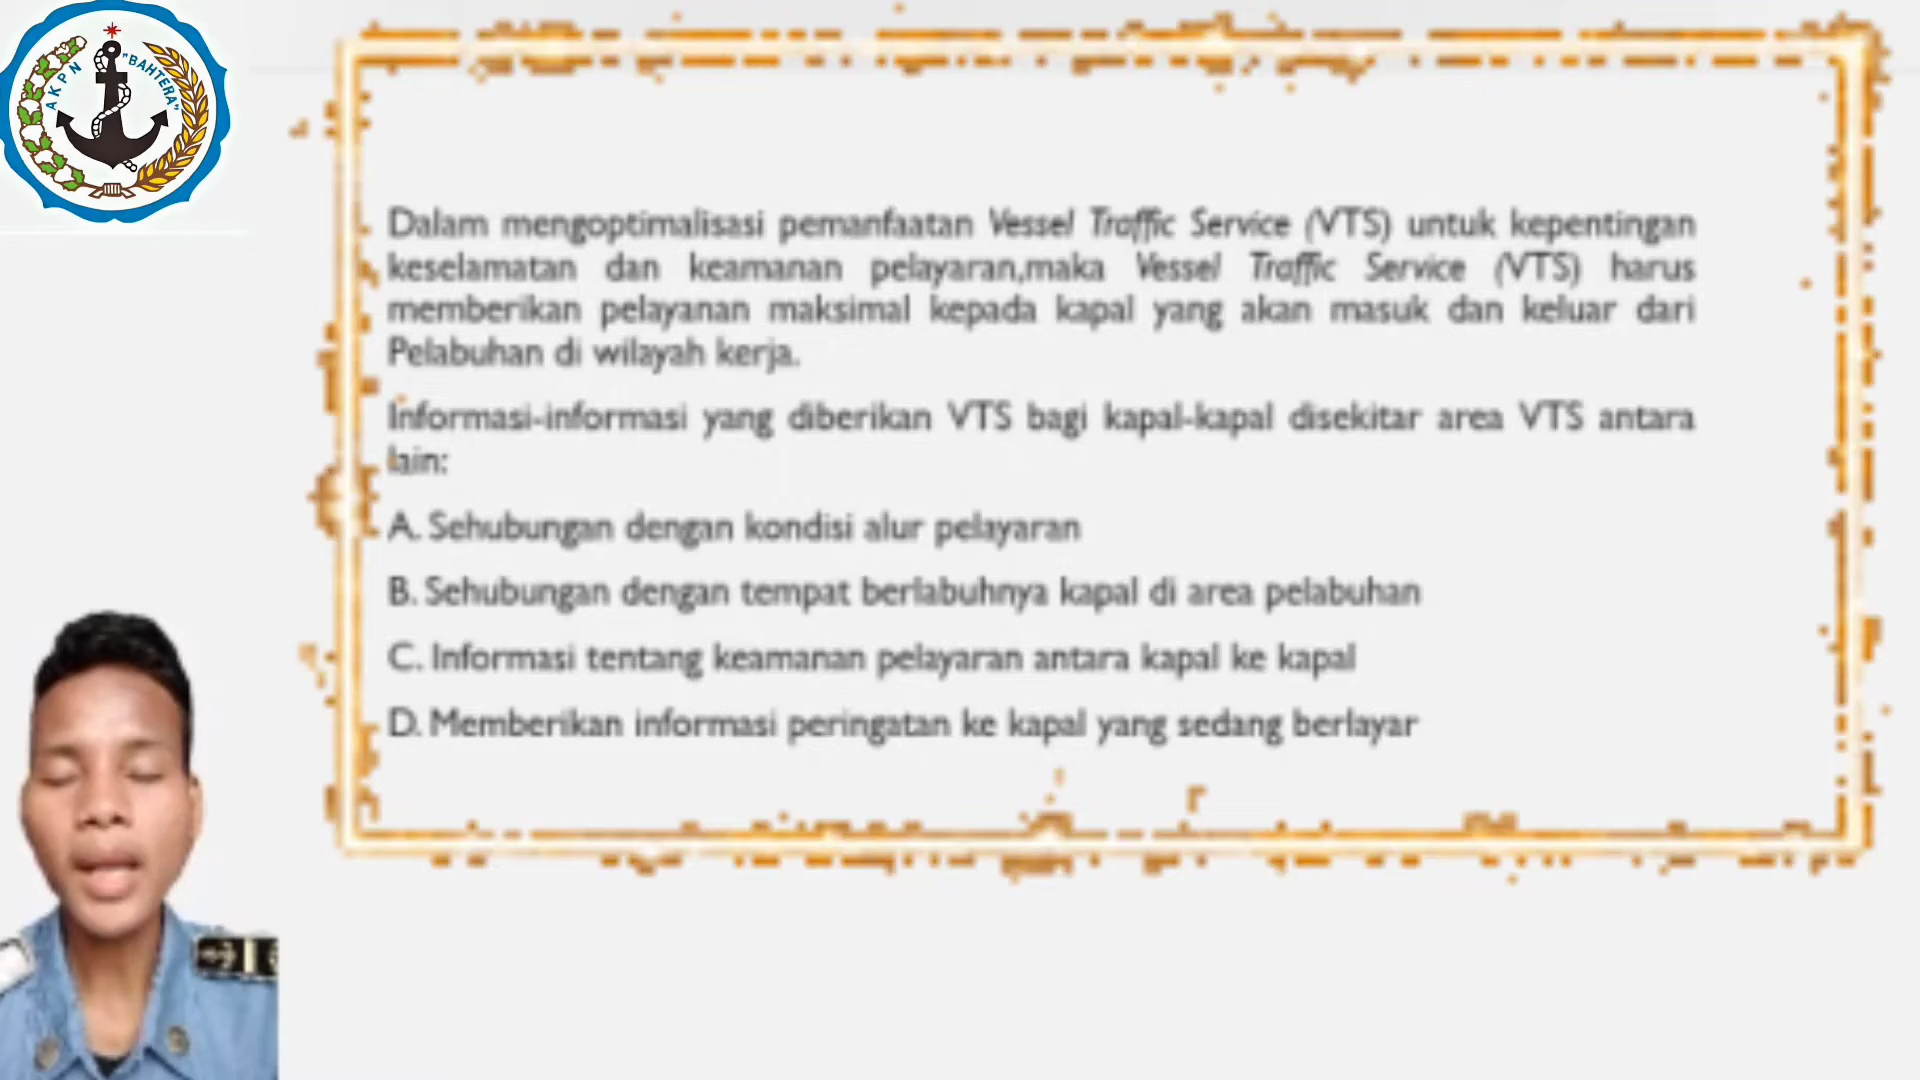 AKPN "BAHTERA"
Dalam mengoptimalisasi pemanfaatan Vessel Traffic Service (VTS) untuk kepentingan
keselamatan dan keamanan pelayaran,maka Vessel Traffic Service (VTS) harus
memberikan pelayanan maksimal kepada kapal yang akan masuk dan keluar dari
Pelabuhan di wilayah kerja.
Informasi-informasi yang diberikan VTS bagi kapal-kapal disekitar area VTS antara
lain:
A. Sehubungan dengan kondisi alur pelayaran
B. Sehubungan dengan tempat berlabuhnya kapal di area pelabuhan
C. Informasi tentang keamanan pelayaran antara kapal ke kapal
D. Memberikan informasi peringatan ke kapal yang sedang berlayar